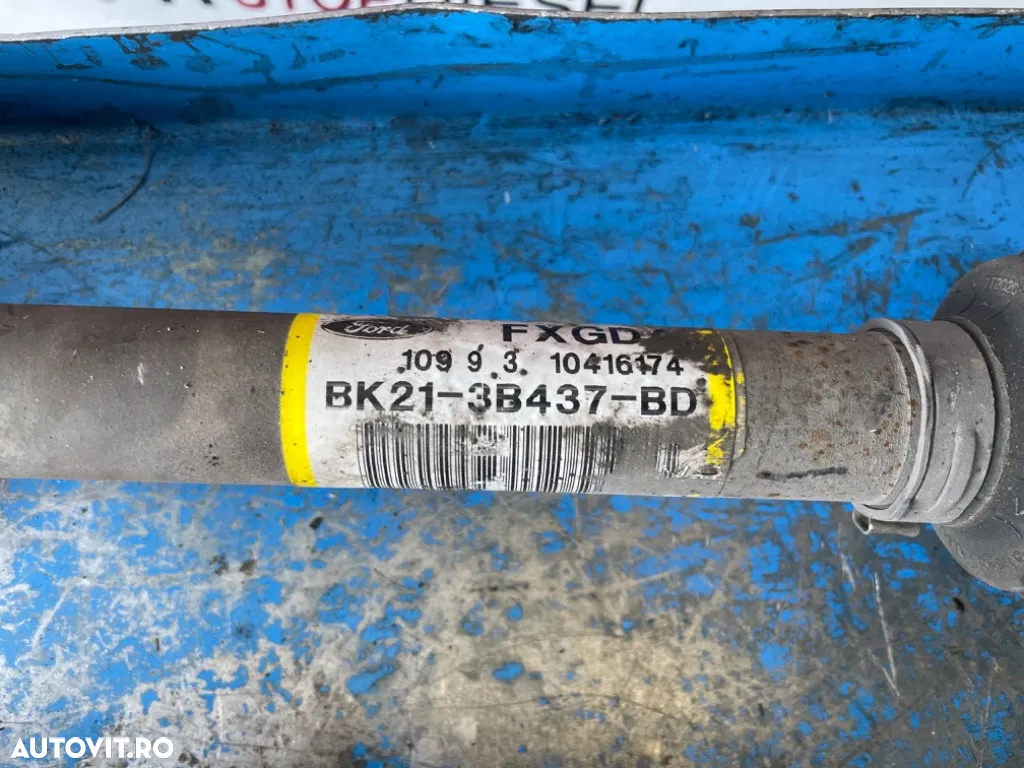 Ford FXGD
109 9 3. 10416174
BK21-3B437-BD
AUTOVIT.RO